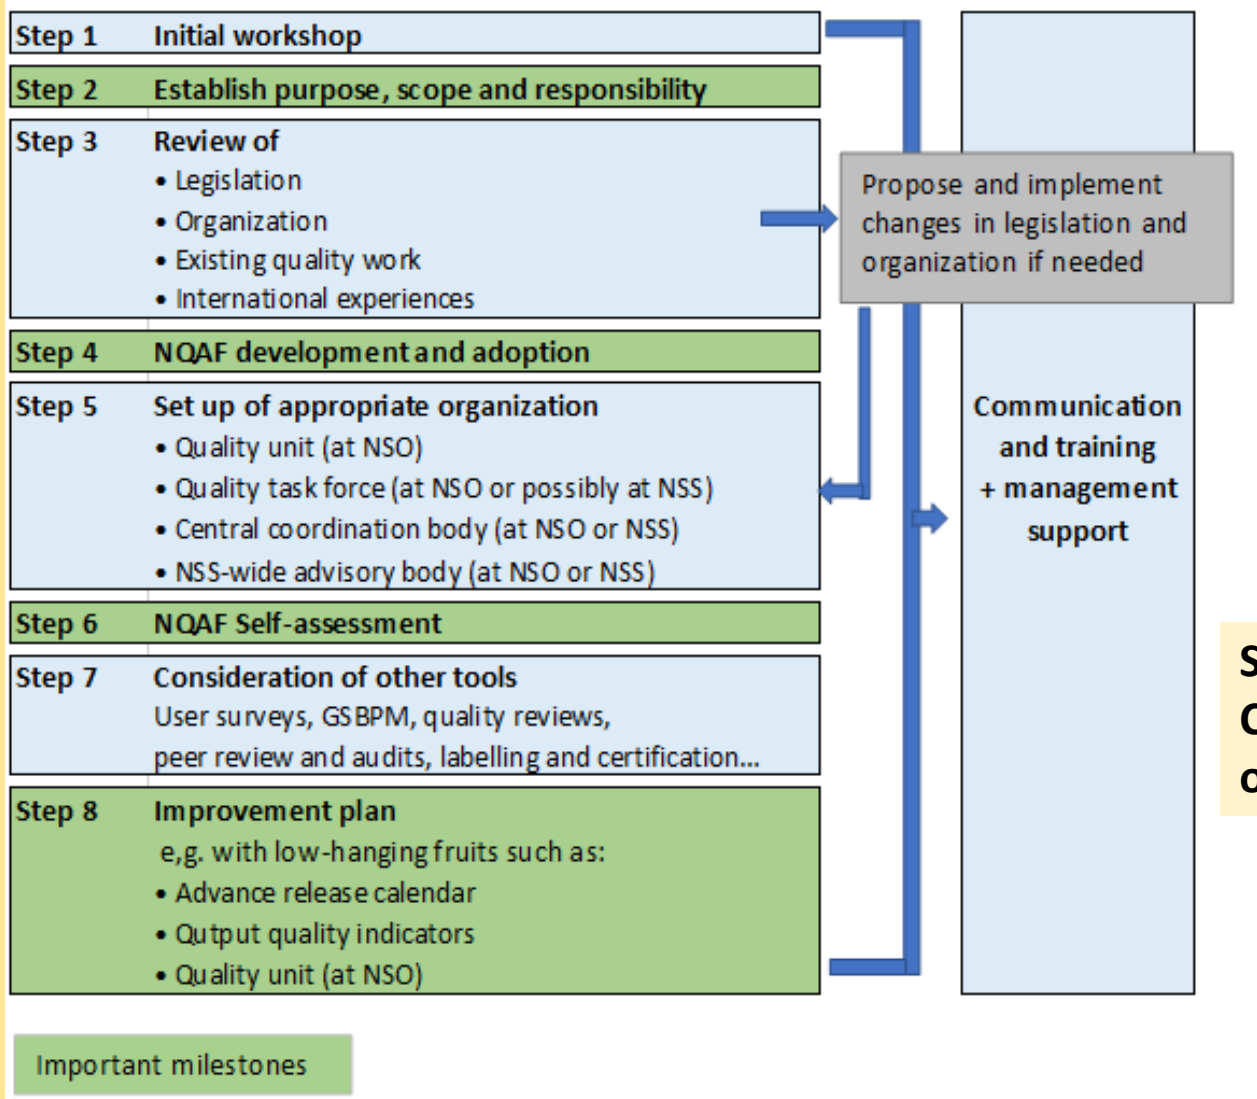 Step 1 Initial workshop
Step 2 Establish purpose, scope and responsibility
Step 3 Review of
• Legislation
• Organization
• Existing quality work
• International experiences
Propose and implement
changes in legislation and
organization if needed
Step 4 NQAF development and adoption
Step 5 Set up of appropriate organization
• Quality unit (at NSO)
• Quality task force (at NSO or possibly at NSS)
• Central coordination body (at NSO or NSS)
• NSS-wide advisory body (at NSO or NSS)
Communication
and training
+ management
support
Step 6 NQAF Self-assessment
Step 7 Consideration of other tools
User surveys, GSBPM, quality reviews,
peer review and audits, labelling and certification...
Step 8 Improvement plan
e,g. with low-hanging fruits such as:
• Advance release calendar
• Qutput quality indicators
• Quality unit (at NSO)
Important milestones